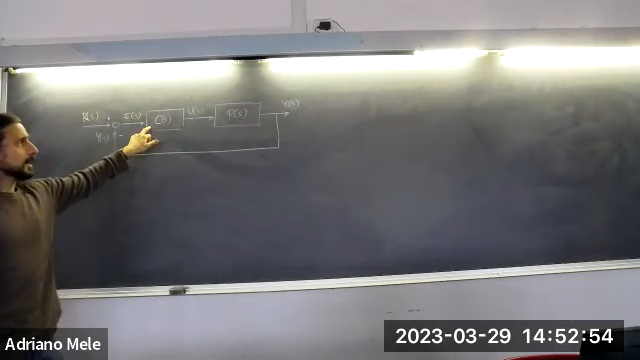 R(s) + E(s) C(s) U(s) P(s) Y(s)
Y(s) -
Adriano Mele
2023-03-29 14:52:54